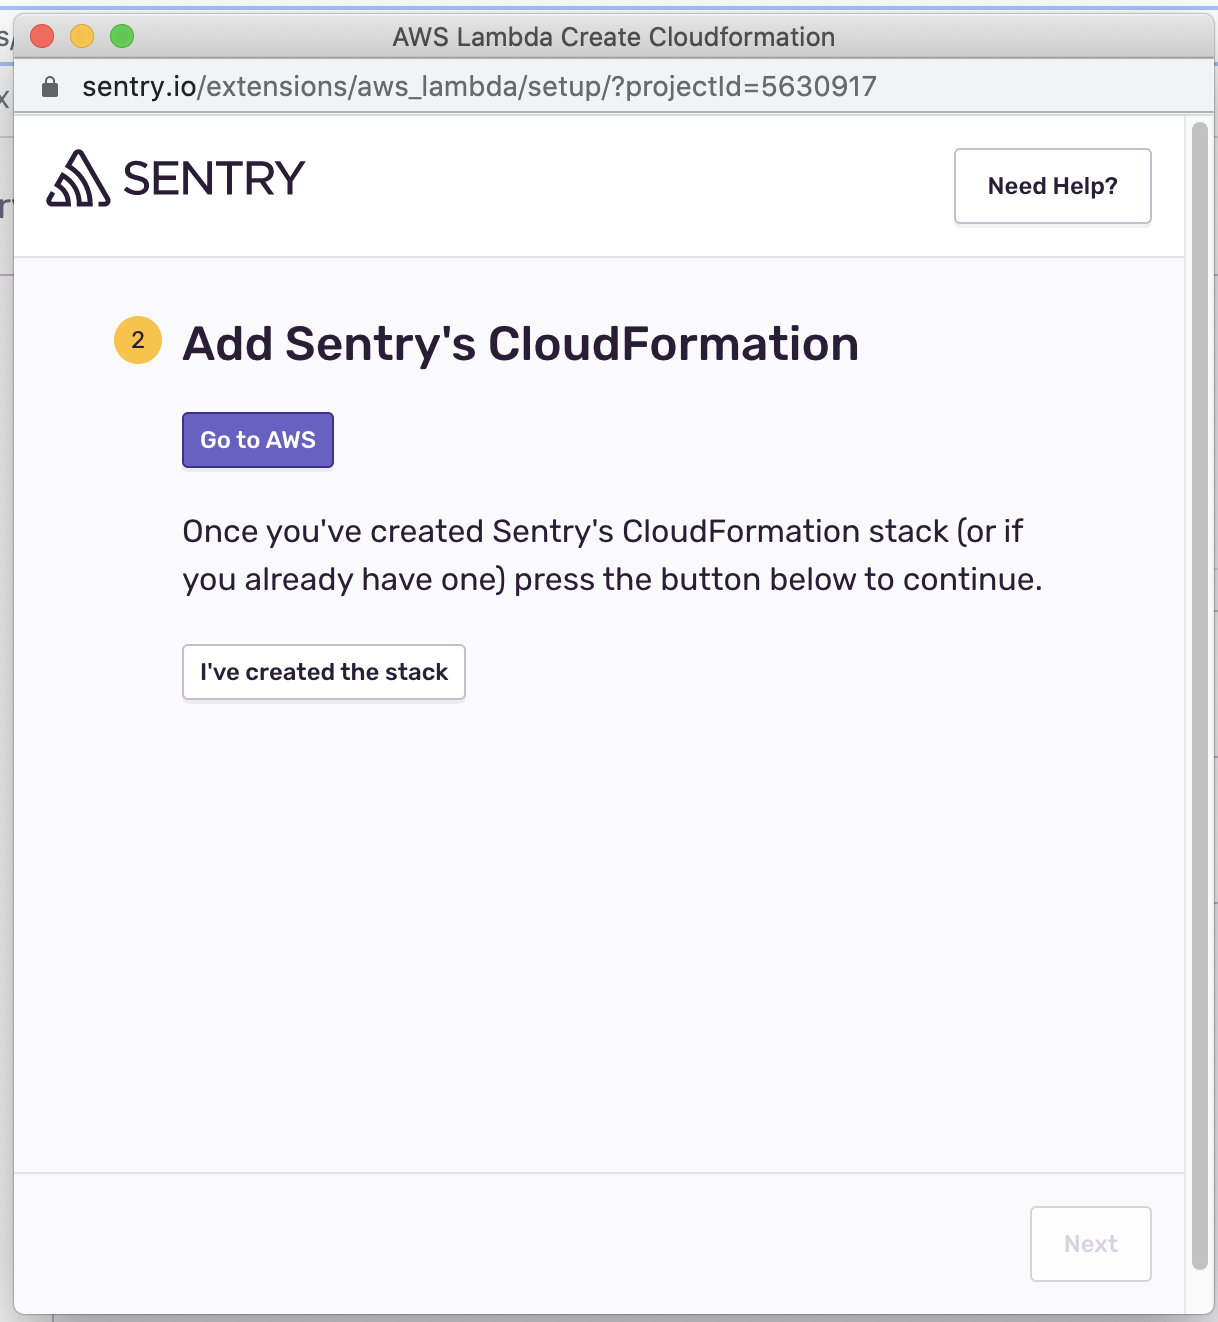 AWS Lambda Create Cloudformation
sentry.io/extensions/aws_lambda/setup/?projectId=5630917
SENTRY
Need Help?
2
Add Sentry's CloudFormation
Go to AWS
Once you've created Sentry's CloudFormation stack (or if
you already have one) press the button below to continue.
I've created the stack
Next